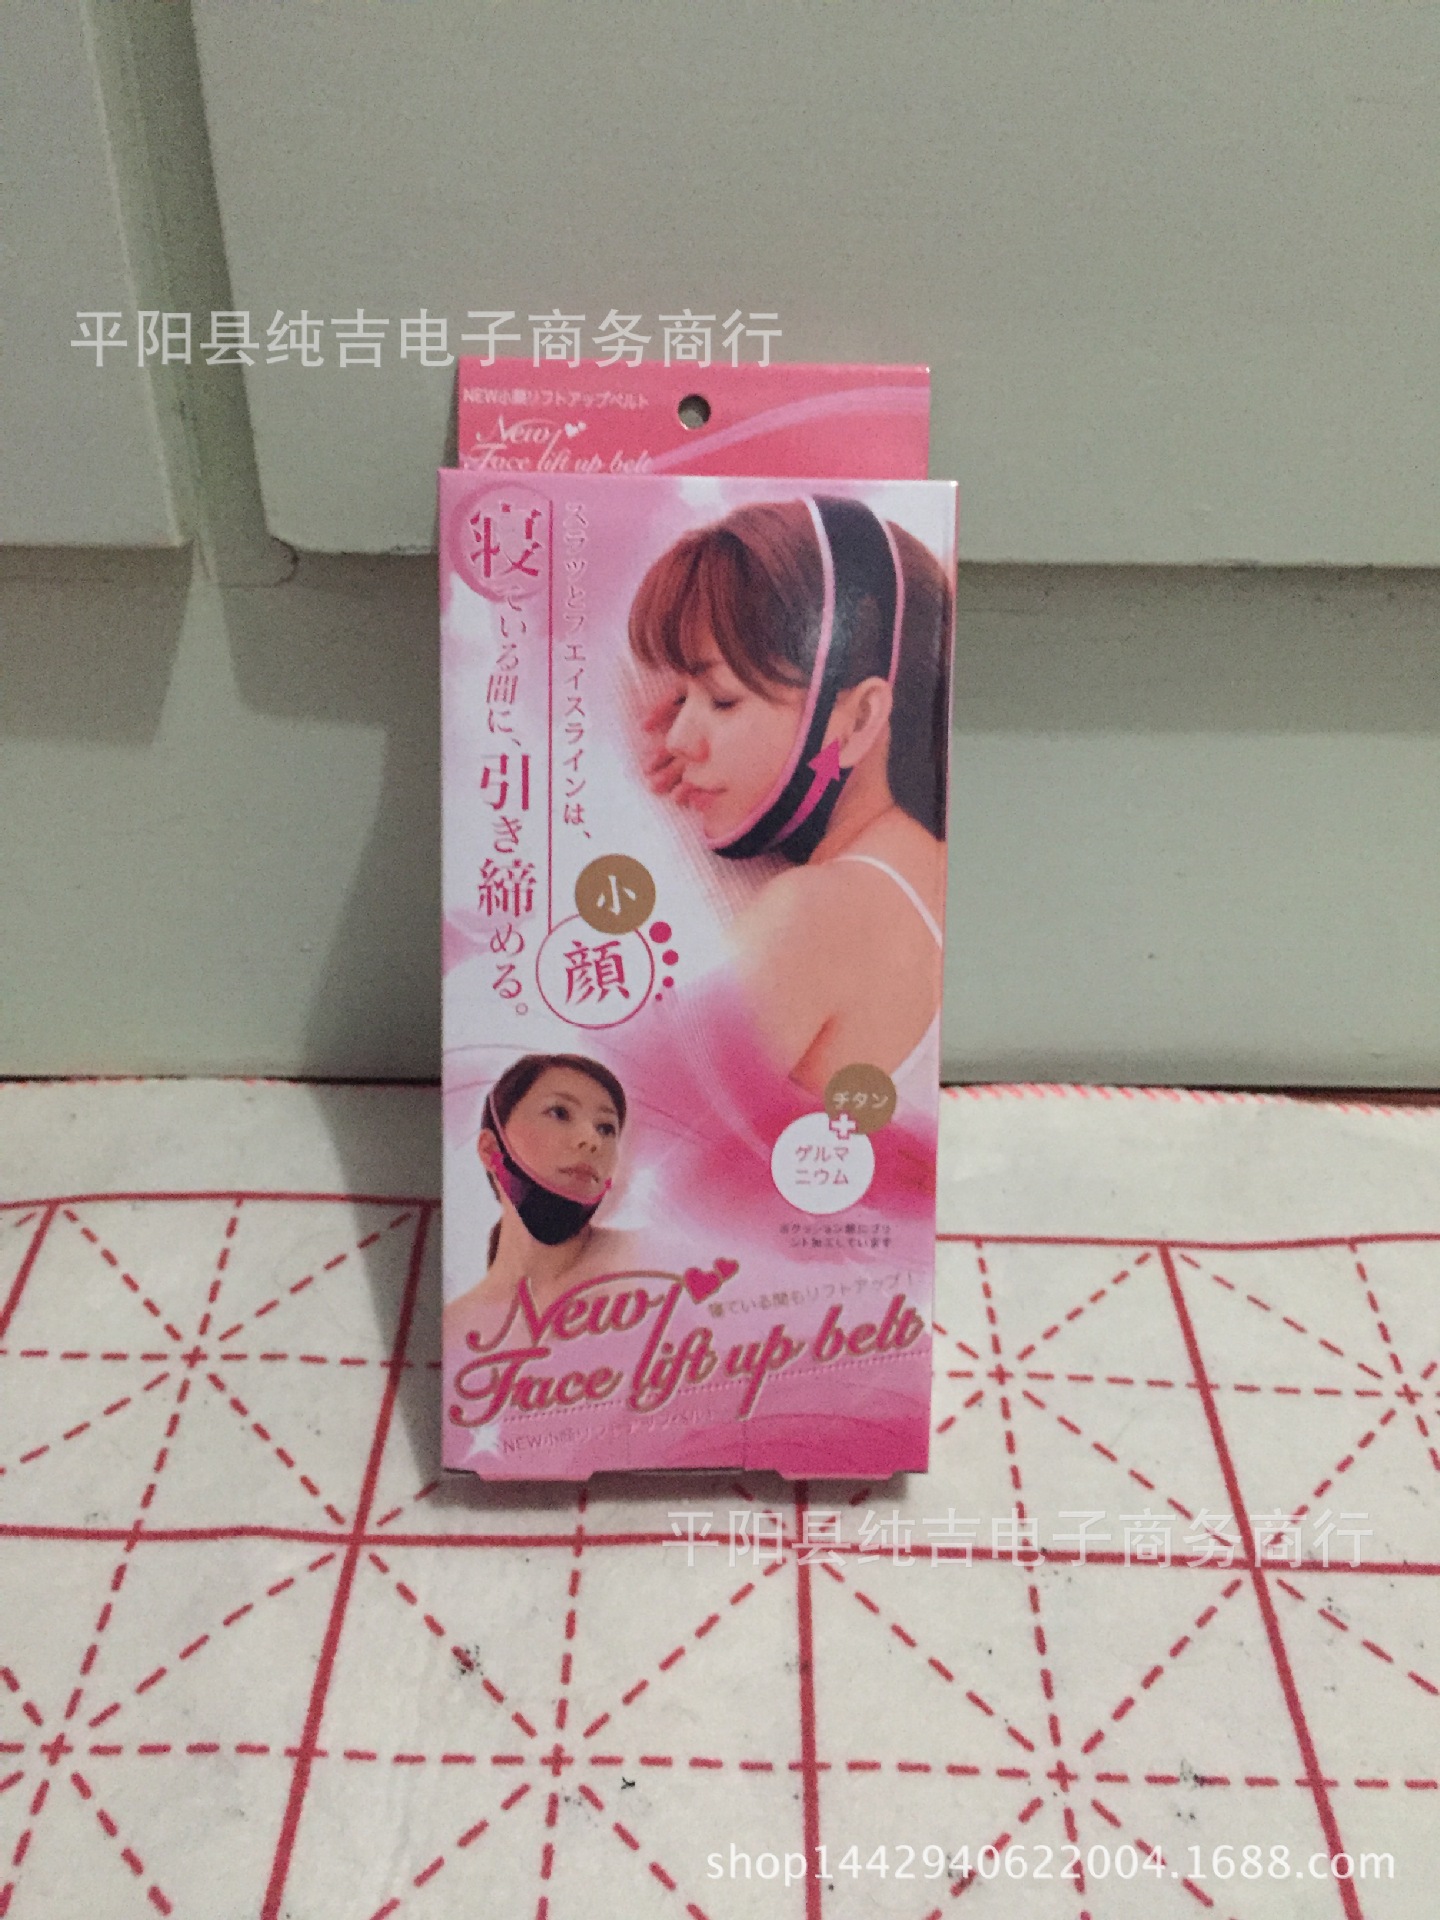 平阳县纯吉电子商务商行
NEW小顔リフトアップベルト
New
Face lift up belt
スラッピフェイスラインは、
寝ている間に、引き締める。
小
顔
チタン
+
ゲルマ
ニウム
New
寝ている間もリフトアップ！
Face lift up belt
NEW小顔リフトアップベルト
平阳县纯吉电子商务商行
shop1442940622004.1688.com